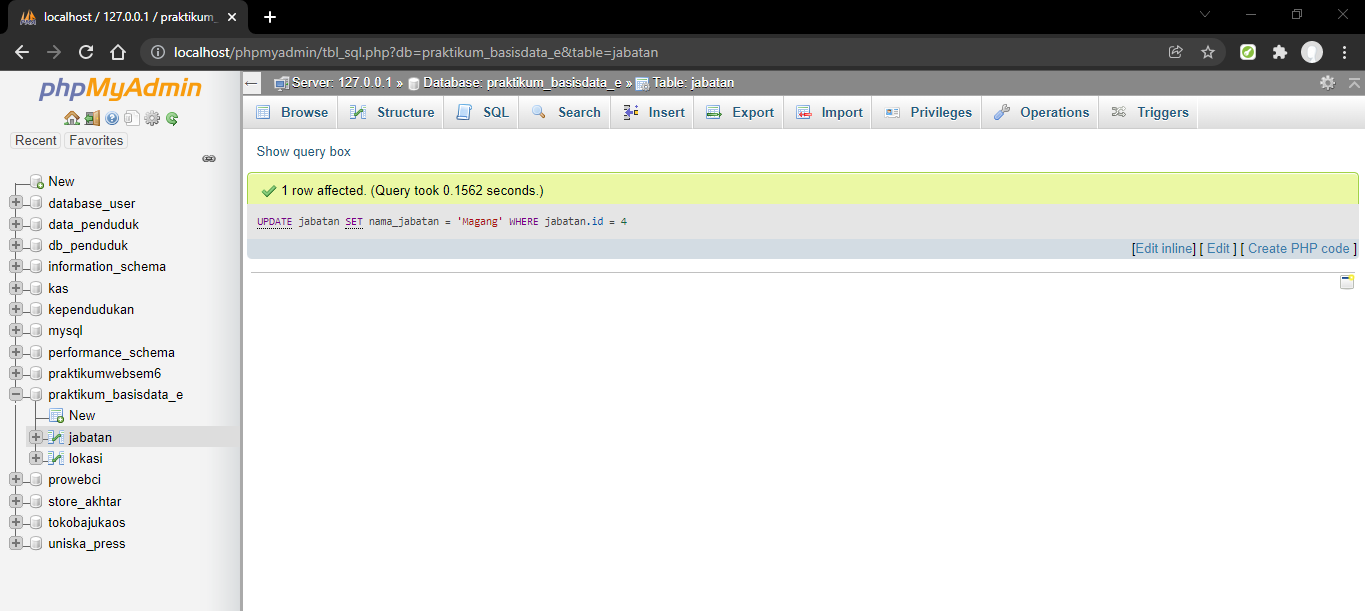 localhost / 127.0.0.1 / praktikum_
localhost/phpmyadmin/tbl_sql.php?db=praktikum_basisdata_e&table=jabatan
phpMyAdmin
Recent Favorites
New
database_user
data_penduduk
db_penduduk
information_schema
kas
kependudukan
mysql
performance_schema
praktikumwebsem6
praktikum_basisdata_e
New
jabatan
lokasi
prowebci
store_akhtar
tokobajukaos
uniska_press
Server: 127.0.0.1 » Database: praktikum_basisdata_e » Table: jabatan
Browse Structure SQL Search Insert Export Import Privileges Operations Triggers
Show query box
1 row affected. (Query took 0.1562 seconds.)
UPDATE jabatan SET nama_jabatan = 'Magang' WHERE jabatan.id = 4
[Edit inline] [ Edit ] [ Create PHP code ]